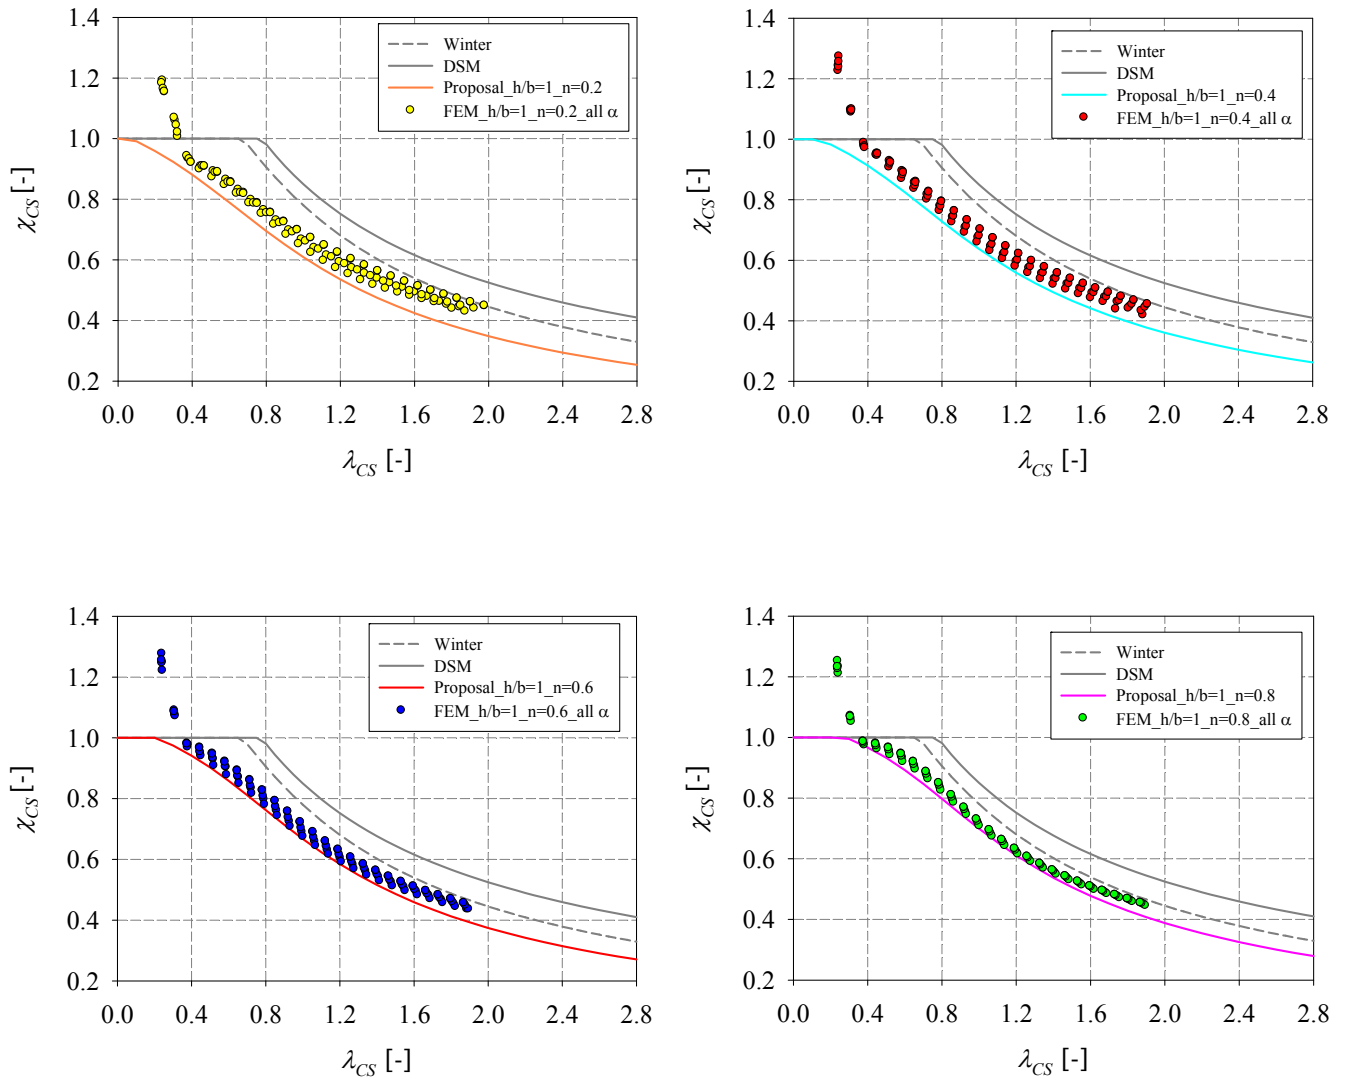 1.4
1.2
1.0
0.8
0.6
0.4
0.2
χCS [-]
Winter
DSM
Proposal_h/b=1_n=0.2
FEM_h/b=1_n=0.2_all α
0.0 0.4 0.8 1.2 1.6 2.0 2.4 2.8
λCS [-]
1.4
1.2
1.0
0.8
0.6
0.4
0.2
χCS [-]
Winter
DSM
Proposal_h/b=1_n=0.4
FEM_h/b=1_n=0.4_all α
0.0 0.4 0.8 1.2 1.6 2.0 2.4 2.8
λCS [-]
1.4
1.2
1.0
0.8
0.6
0.4
0.2
χCS [-]
Winter
DSM
Proposal_h/b=1_n=0.6
FEM_h/b=1_n=0.6_all α
0.0 0.4 0.8 1.2 1.6 2.0 2.4 2.8
λCS [-]
1.4
1.2
1.0
0.8
0.6
0.4
0.2
χCS [-]
Winter
DSM
Proposal_h/b=1_n=0.8
FEM_h/b=1_n=0.8_all α
0.0 0.4 0.8 1.2 1.6 2.0 2.4 2.8
λCS [-]